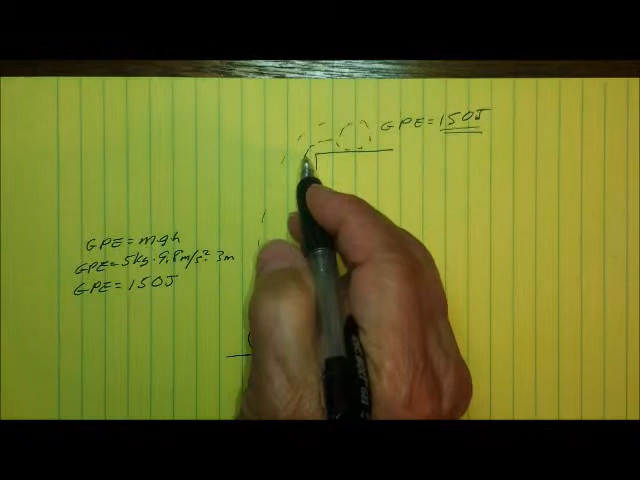 GPE = 150J
GPE = m.g.h
GPE = 5kg . 9.8m/s². 3m
GPE = 150J